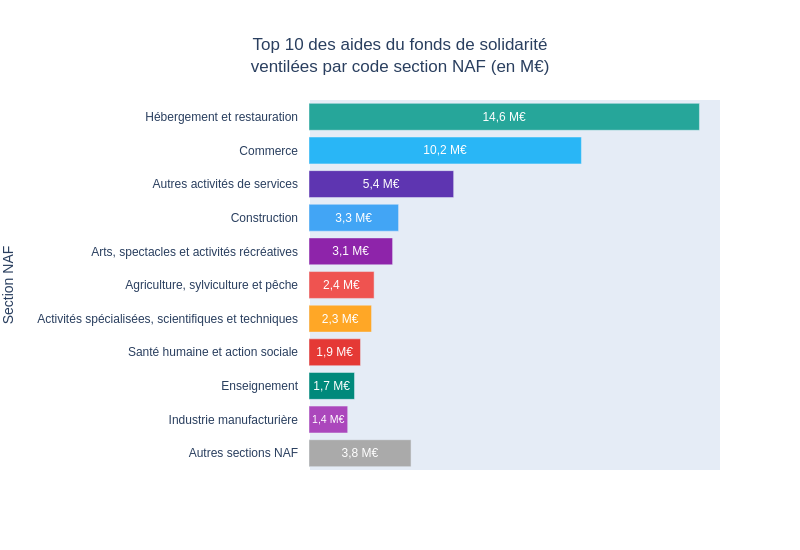 Top 10 des aides du fonds de solidarité
ventilées par code section NAF (en M€)
Section NAF
Hébergement et restauration 14,6 M€
Commerce 10,2 M€
Autres activités de services 5,4 M€
Construction 3,3 M€
Arts, spectacles et activités récréatives 3,1 M€
Agriculture, sylviculture et pêche 2,4 M€
Activités spécialisées, scientifiques et techniques 2,3 M€
Santé humaine et action sociale 1,9 M€
Enseignement 1,7 M€
Industrie manufacturière 1,4 M€
Autres sections NAF 3,8 M€